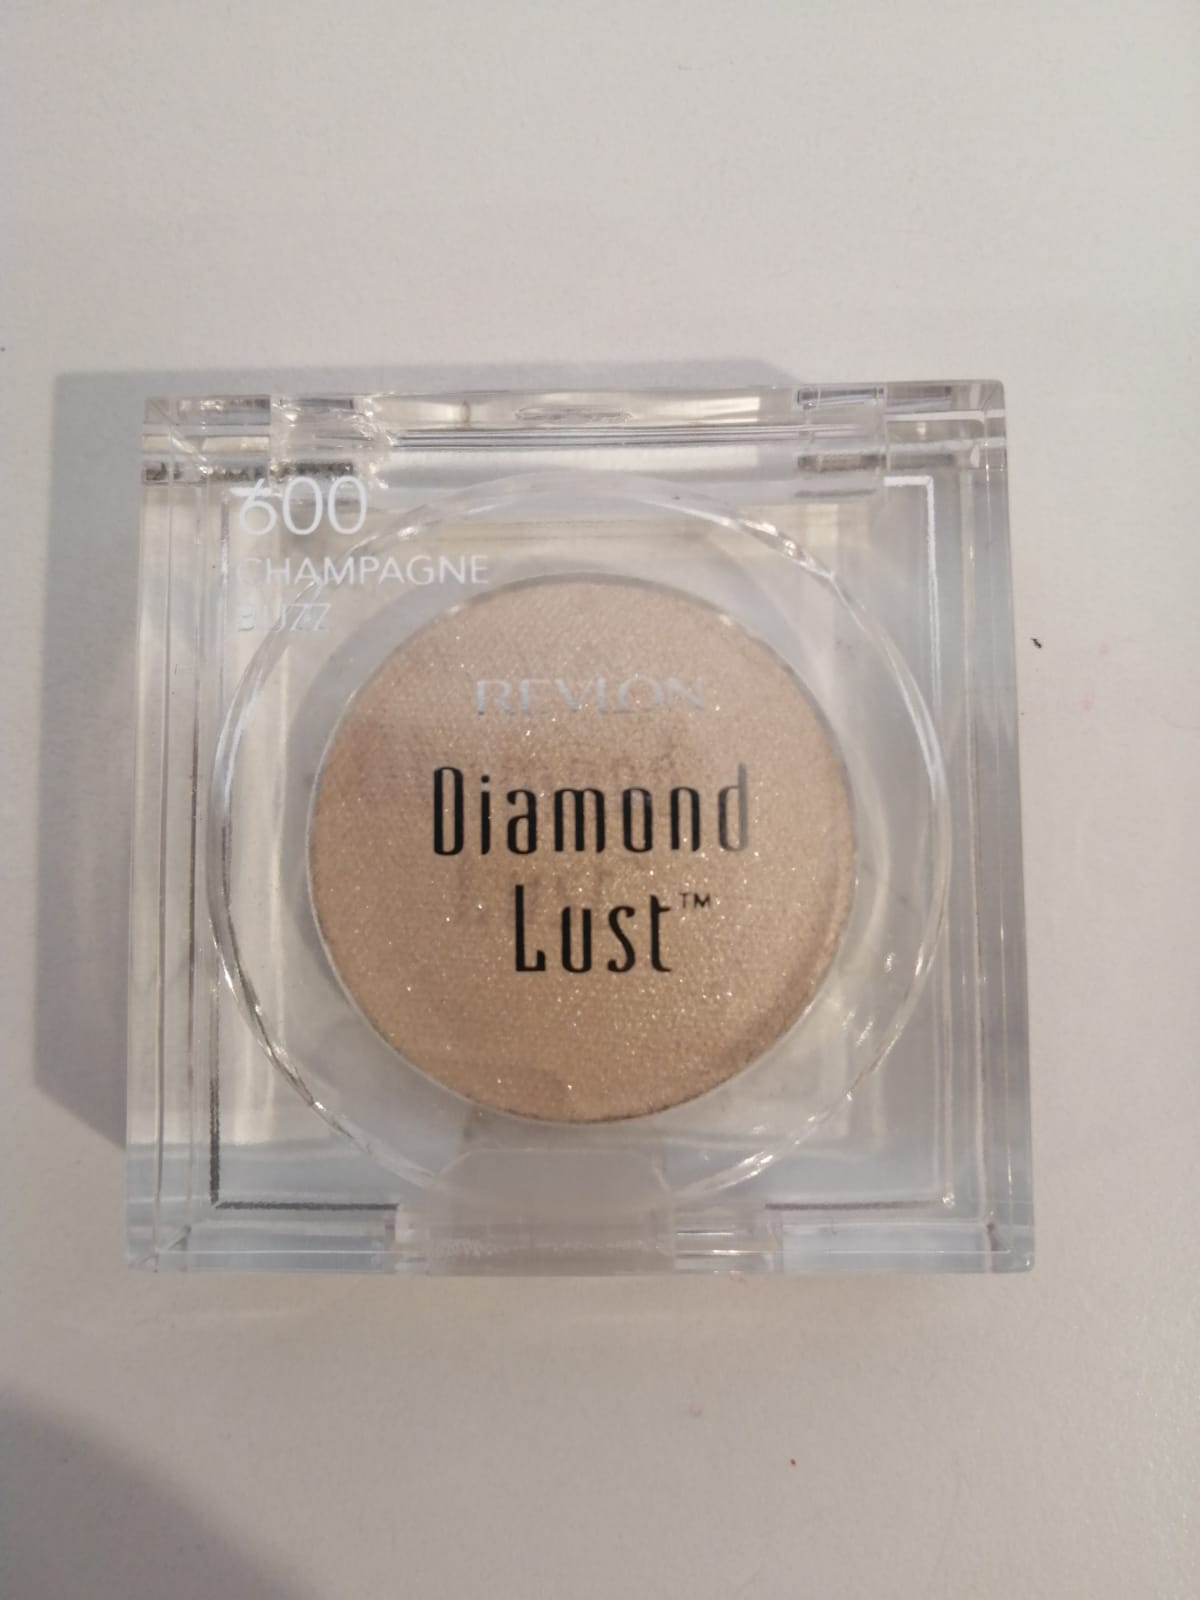 600
CHAMPAGNE
BUZZ
REVLON
Diamond
Lust™